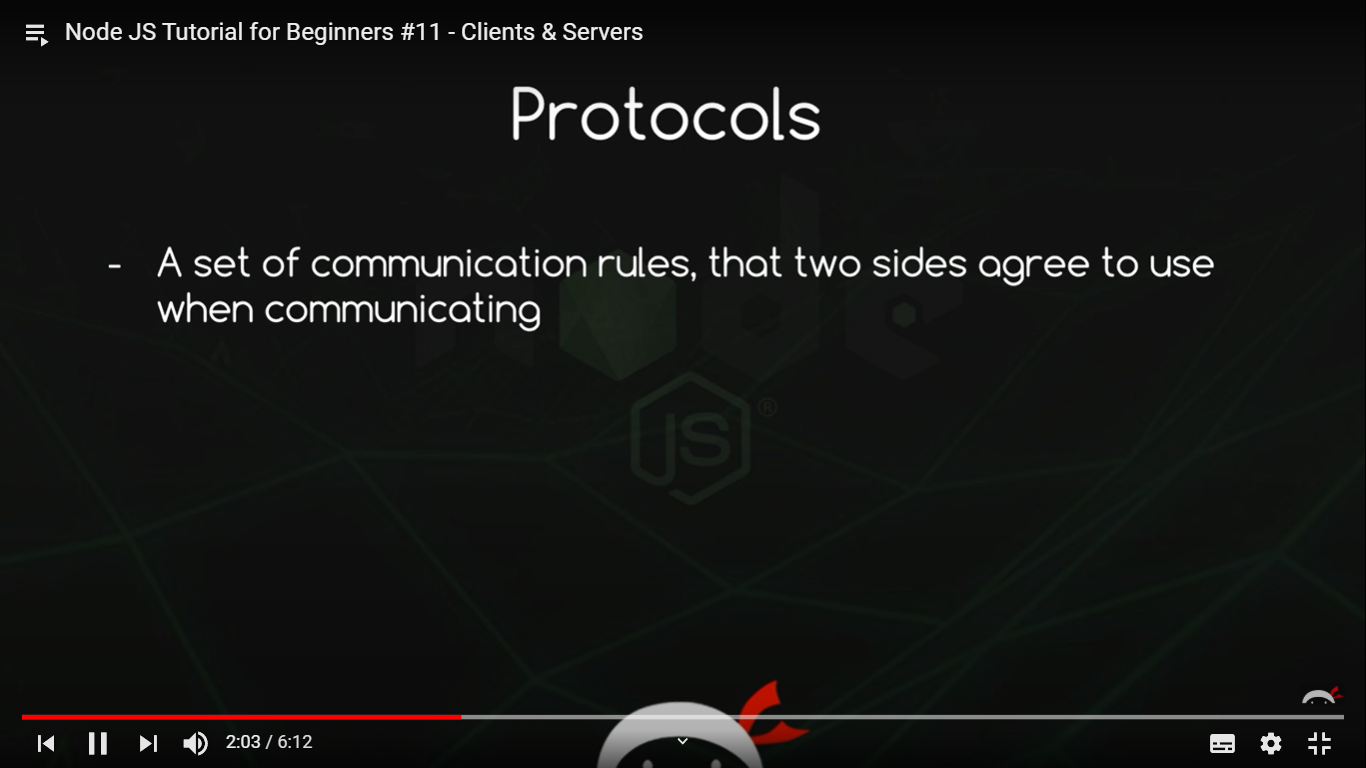 Node JS Tutorial for Beginners #11 - Clients & Servers
Protocols
- A set of communication rules, that two sides agree to use
when communicating
node
JS ®
2:03 / 6:12